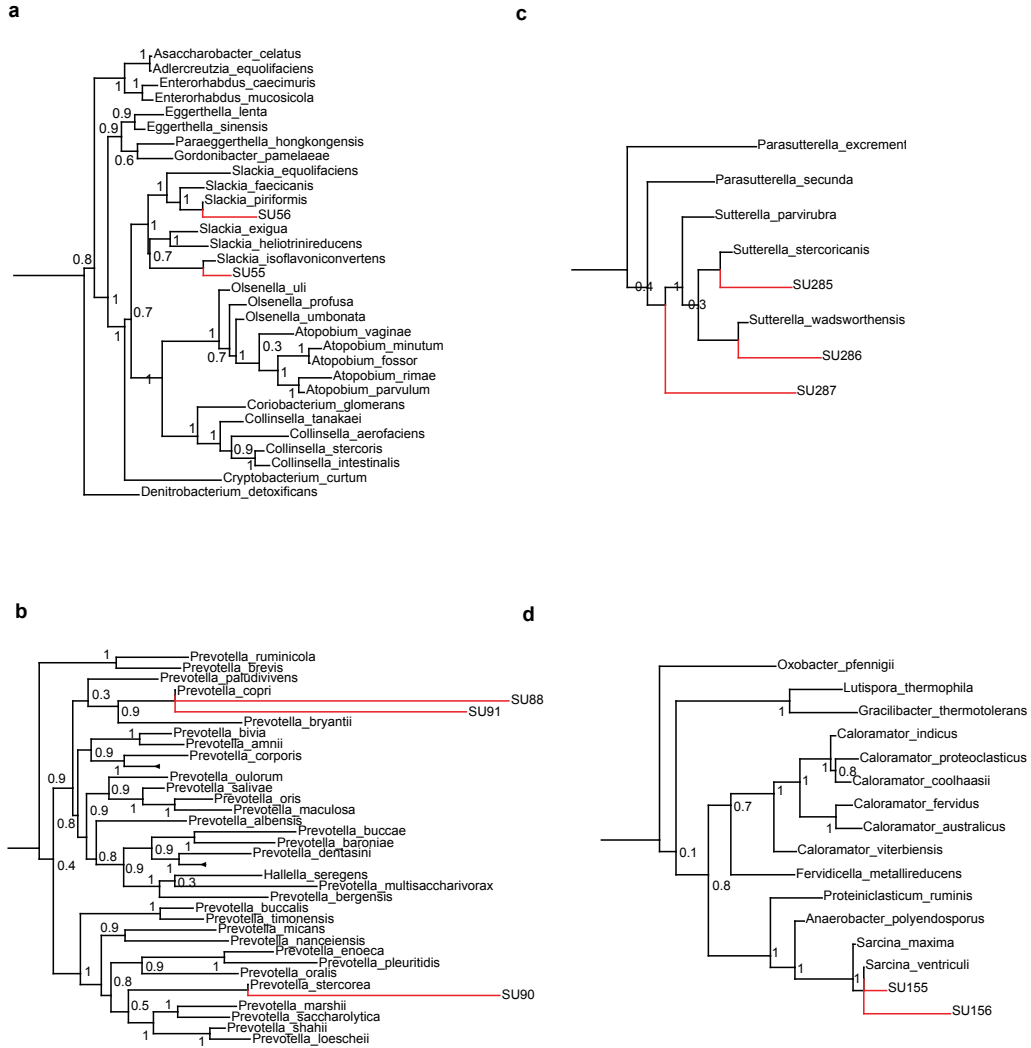 a
Asaccharobacter_celatus
1
Adlercreutzia_equolifaciens
Enterorhabdus_caecimuris
1
1
Enterorhabdus_mucosicola
Eggerthella_lenta
0.9
Eggerthella_sinensis
0.9
Paraeggerthella_hongkongensis
Gordonibacter_pamelaeae
0.6
Slackia_equolifaciens
Slackia_faecicanis
1
Slackia_piriformis
1
SU56
1
Slackia_exigua
1
Slackia_heliotrinireducens
0.7
Slackia_isoflavoniconvertens
1
0.8
SU55
Olsenella_uli
1
Olsenella_profusa
0.7
Olsenella_umbonata
1
Atopobium_vaginae
0.3
Atopobium_minutum
1
0.7
1
Atopobium_fossor
1
Atopobium_rimae
1
Atopobium_parvulum
1
Coriobacterium_glomerans
Collinsella_tanakaei
1
1
Collinsella_aerofaciens
0.9
Collinsella_stercoris
1
Collinsella_intestinalis
Cryptobacterium_curtum
Denitrobacterium_detoxificans
c
Parasutterella_excrement
Parasutterella_secunda
Sutterella_parvirubra
Sutterella_stercoricanis
0.4
1
SU285
0.3
Sutterella_wadsworthensis
SU286
SU287
b
Prevotella_ruminicola
1
Prevotella_brevis
Prevotella_paludivivens
Prevotella_copri
0.3
SU88
0.9
SU91
Prevotella_bryantii
Prevotella_bivia
1
Prevotella_amnii
0.9
Prevotella_corporis
1
0.9
Prevotella_oulorum
0.9
Prevotella_salivae
Prevotella_oris
0.9
1
1
Prevotella_maculosa
0.8
Prevotella_albensis
Prevotella_buccae
Prevotella_baroniae
0.9
Prevotella_dentasini
0.8
0.4
0.9
1
Hallella_seregens
1
0.3
Prevotella_multisaccharivorax
Prevotella_bergensis
Prevotella_buccalis
1
Prevotella_timonensis
Prevotella_micans
0.9
Prevotella_nanceiensis
Prevotella_enoeca
0.9
1
Prevotella_pleuritidis
Prevotella_oralis
1
0.8
Prevotella_stercorea
SU90
0.5
Prevotella_marshii
1
Prevotella_saccharolytica
Prevotella_shahii
1
1
Prevotella_loescheii
d
Oxobacter_pfennigii
Lutispora_thermophila
1
Gracilibacter_thermotolerans
Caloramator_indicus
Caloramator_proteoclasticus
1
0.8
Caloramator_coolhaasii
1
1
Caloramator_fervidus
0.7
1
Caloramator_australicus
0.1
Caloramator_viterbiensis
Fervidicella_metallireducens
0.8
Proteiniclasticum_ruminis
Anaerobacter_polyendosporus
Sarcina_maxima
1
Sarcina_ventriculi
1
1
SU155
SU156